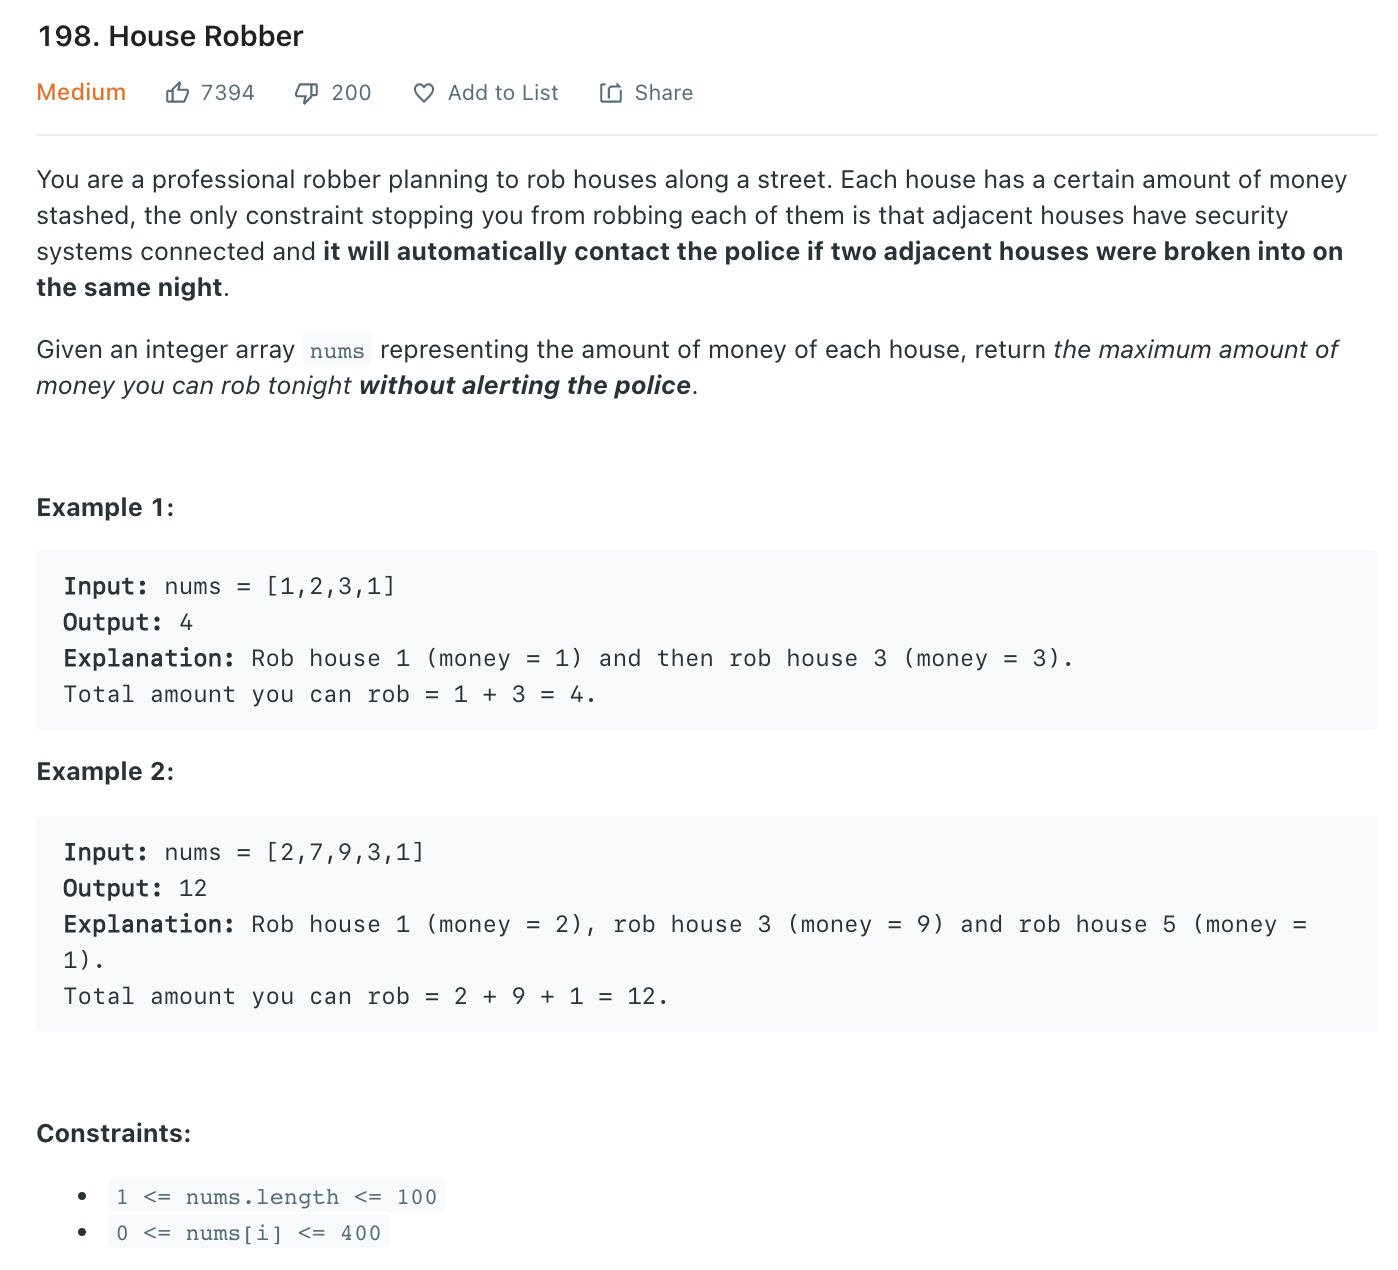 198. House Robber
Medium 7394 200 Add to List Share
You are a professional robber planning to rob houses along a street. Each house has a certain amount of money
stashed, the only constraint stopping you from robbing each of them is that adjacent houses have security
systems connected and it will automatically contact the police if two adjacent houses were broken into on
the same night.
Given an integer array nums representing the amount of money of each house, return the maximum amount of
money you can rob tonight without alerting the police.
Example 1:
Input: nums = [1,2,3,1]
Output: 4
Explanation: Rob house 1 (money = 1) and then rob house 3 (money = 3).
Total amount you can rob = 1 + 3 = 4.
Example 2:
Input: nums = [2,7,9,3,1]
Output: 12
Explanation: Rob house 1 (money = 2), rob house 3 (money = 9) and rob house 5 (money =
1).
Total amount you can rob = 2 + 9 + 1 = 12.
Constraints:
• 1 <= nums.length <= 100
• 0 <= nums[i] <= 400